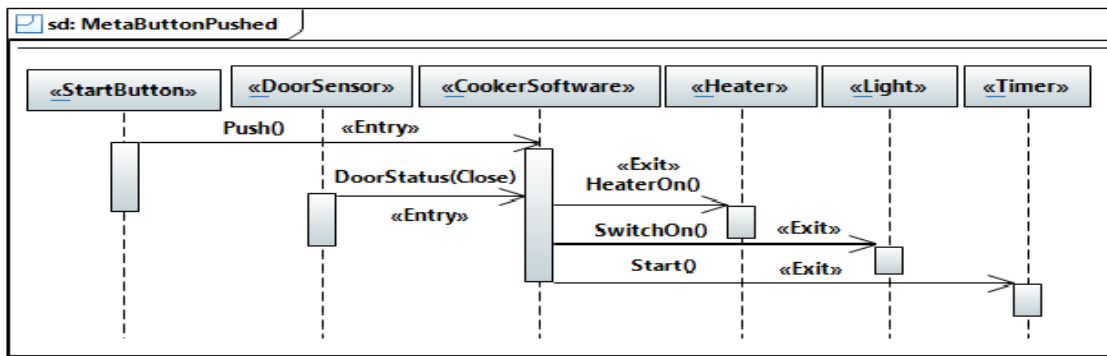 sd: MetaButtonPushed
«StartButton» «DoorSensor» «CookerSoftware» «Heater» «Light» «Timer»
Push() «Entry»
«Exit»
DoorStatus(Close) HeaterOn()
«Entry»
SwitchOn() «Exit»
Start() «Exit»